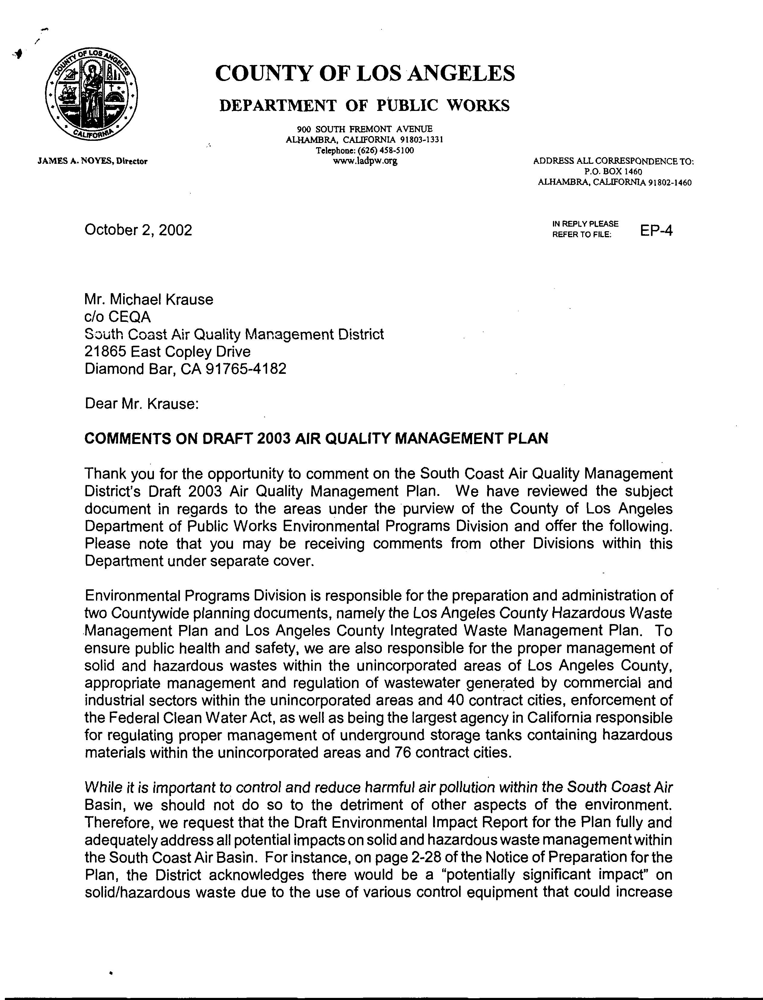 COUNTY OF LOS ANGELES
CALIFORNIA
COUNTY OF LOS ANGELES
DEPARTMENT OF PUBLIC WORKS
900 SOUTH FREMONT AVENUE
ALHAMBRA, CALIFORNIA 91803-1331
Telephone: (626) 458-5100
www.ladpw.org
JAMES A. NOYES, Director
ADDRESS ALL CORRESPONDENCE TO:
P.O. BOX 1460
ALHAMBRA, CALIFORNIA 91802-1460
October 2, 2002
IN REPLY PLEASE
REFER TO FILE: EP-4
Mr. Michael Krause
c/o CEQA
South Coast Air Quality Management District
21865 East Copley Drive
Diamond Bar, CA 91765-4182
Dear Mr. Krause:
COMMENTS ON DRAFT 2003 AIR QUALITY MANAGEMENT PLAN
Thank you for the opportunity to comment on the South Coast Air Quality Management
District's Draft 2003 Air Quality Management Plan. We have reviewed the subject
document in regards to the areas under the purview of the County of Los Angeles
Department of Public Works Environmental Programs Division and offer the following.
Please note that you may be receiving comments from other Divisions within this
Department under separate cover.
Environmental Programs Division is responsible for the preparation and administration of
two Countywide planning documents, namely the Los Angeles County Hazardous Waste
Management Plan and Los Angeles County Integrated Waste Management Plan. To
ensure public health and safety, we are also responsible for the proper management of
solid and hazardous wastes within the unincorporated areas of Los Angeles County,
appropriate management and regulation of wastewater generated by commercial and
industrial sectors within the unincorporated areas and 40 contract cities, enforcement of
the Federal Clean Water Act, as well as being the largest agency in California responsible
for regulating proper management of underground storage tanks containing hazardous
materials within the unincorporated areas and 76 contract cities.
While it is important to control and reduce harmful air pollution within the South Coast Air
Basin, we should not do so to the detriment of other aspects of the environment.
Therefore, we request that the Draft Environmental Impact Report for the Plan fully and
adequately address all potential impacts on solid and hazardous waste management within
the South Coast Air Basin. For instance, on page 2-28 of the Notice of Preparation for the
Plan, the District acknowledges there would be a “potentially significant impact” on
solid/hazardous waste due to the use of various control equipment that could increase